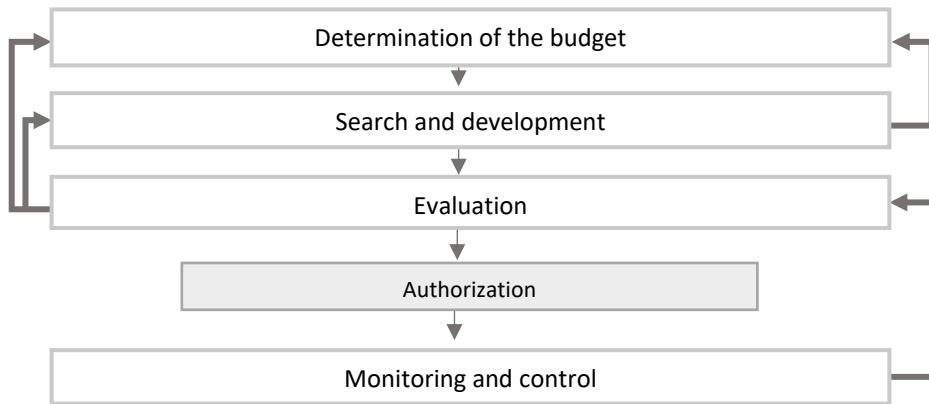 Determination of the budget
Search and development
Evaluation
Authorization
Monitoring and control